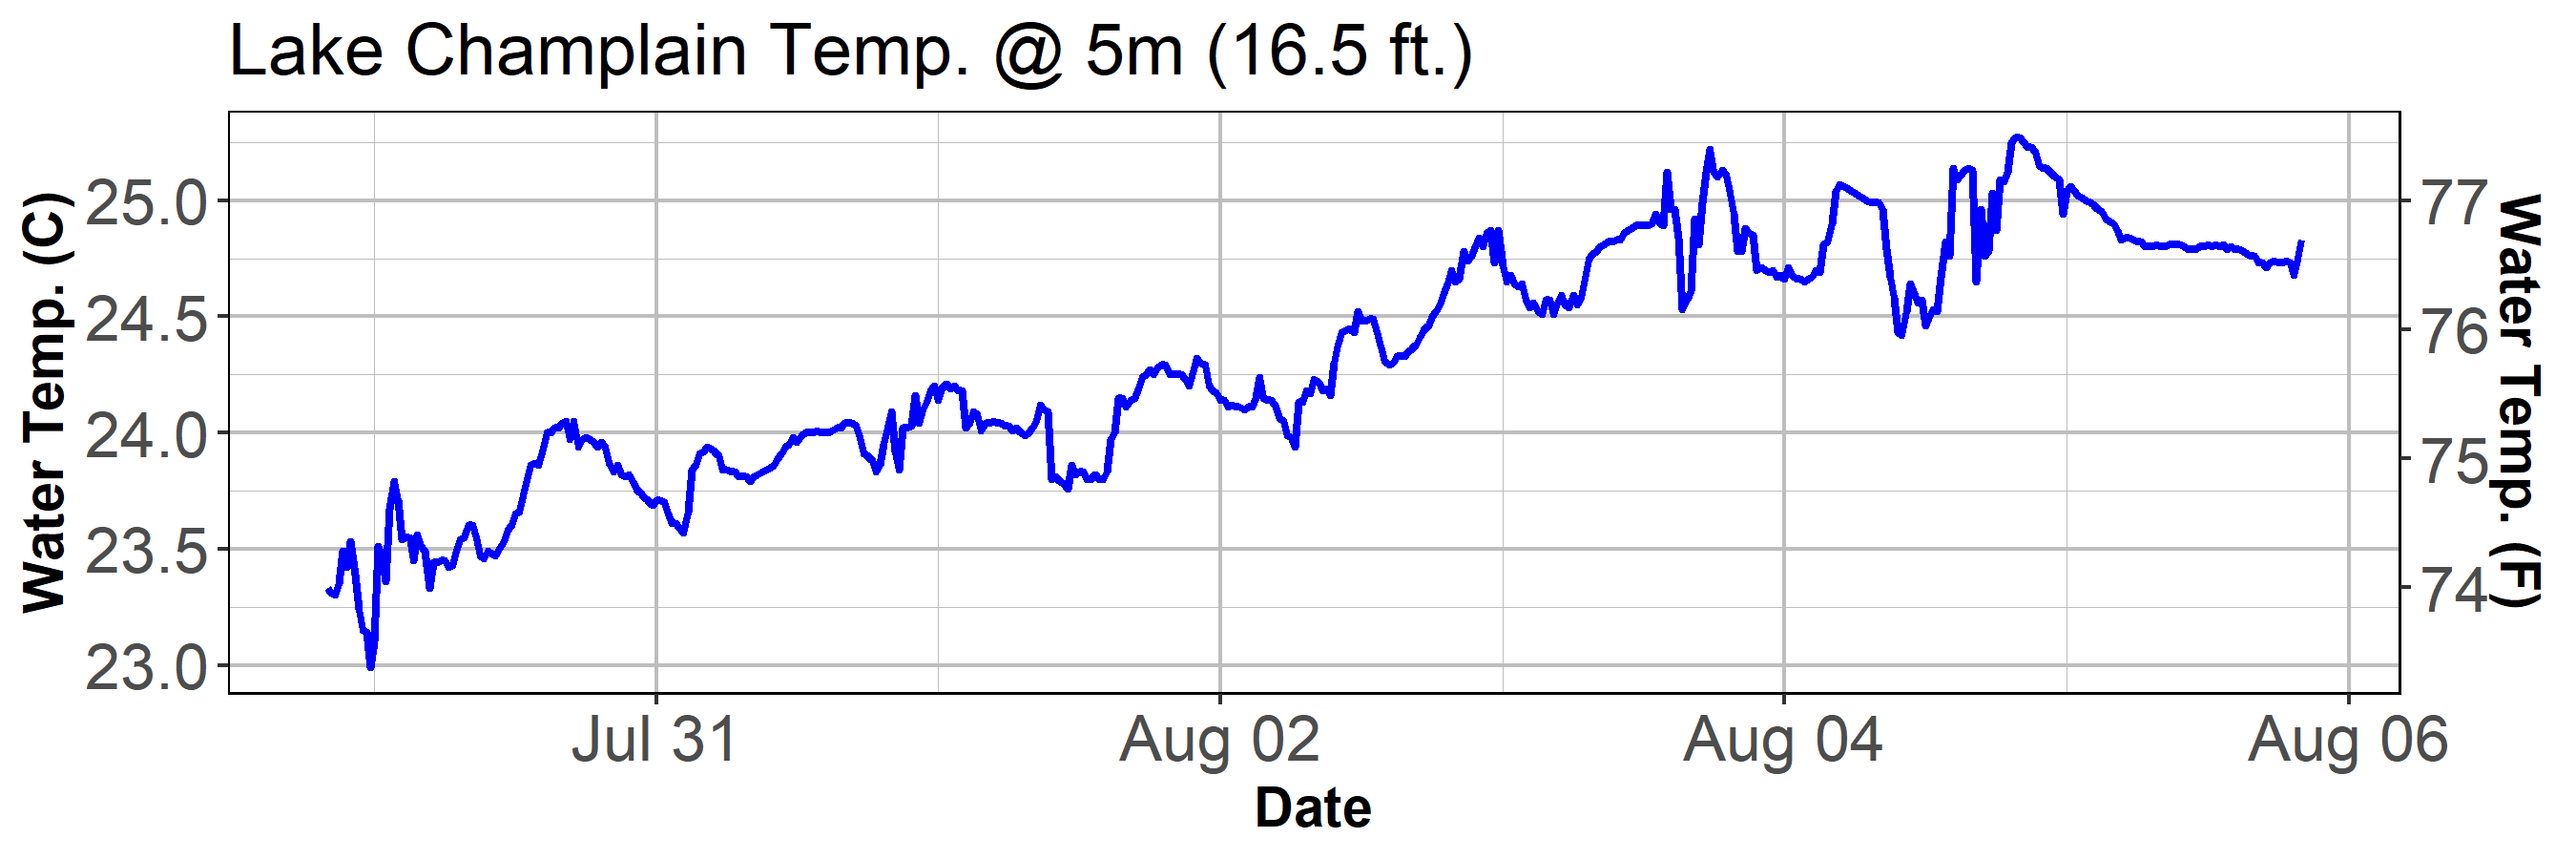 Lake Champlain Temp. @ 5m (16.5 ft.)
Water Temp. (C)
25.0
24.5
24.0
23.5
23.0
77
76
75
74
Water Temp. (F)
Jul 31
Aug 02
Aug 04
Aug 06
Date